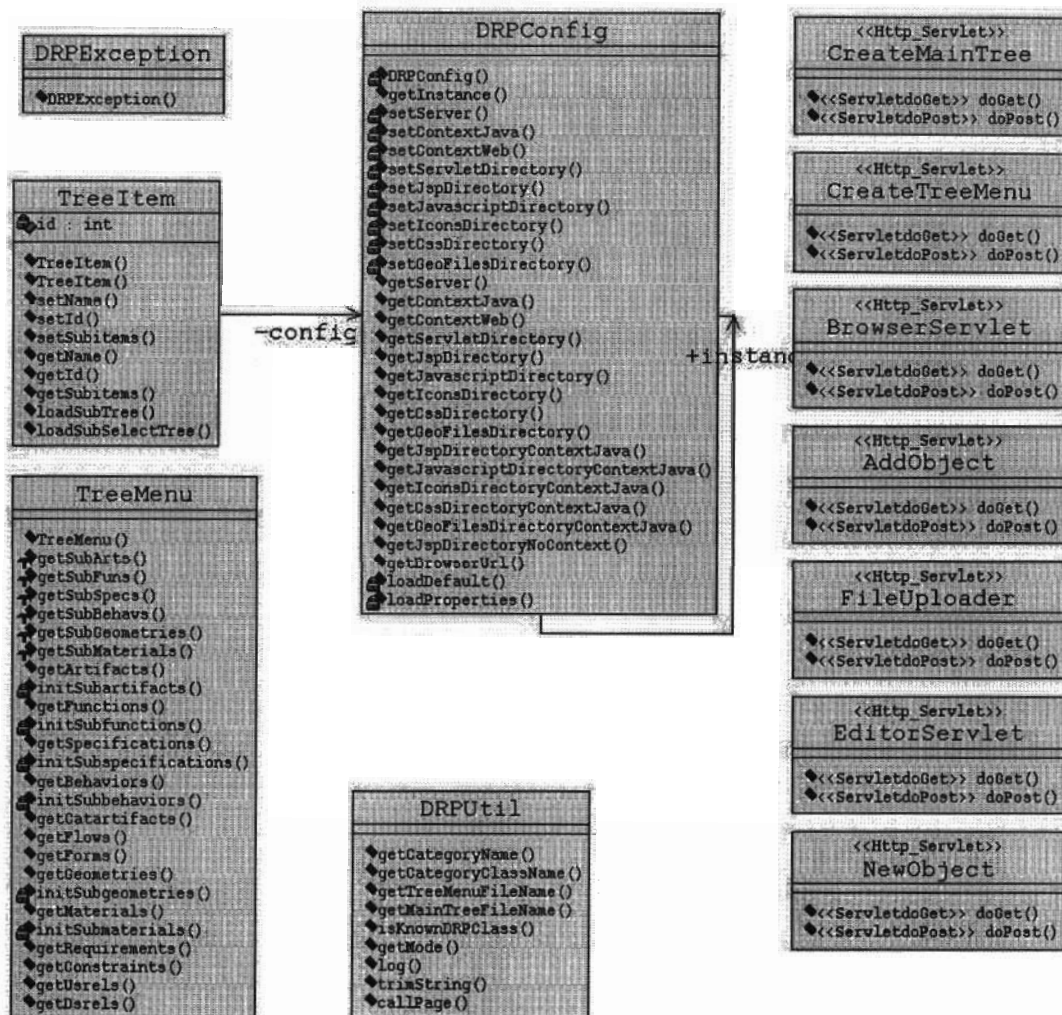 DRPException
DRPException()
TreeItem
id : int
TreeItem()
TreeItem()
setName()
setId()
setSubitems()
getName()
getId()
getSubitems()
loadSubTree()
loadSubSelectTree()
-config
TreeMenu
TreeMenu()
getSubArts()
getSubFuns()
getSubSpecs()
getSubBehavs()
getSubGeometries()
getSubMaterials()
getArtifacts()
initSubartifacts()
getFunctions()
initSubfunctions()
getSpecifications()
initSubspecifications()
getBehaviors()
initSubbehaviors()
getCatartifacts()
getFlows()
getForms()
getGeometries()
initSubgeometries()
getMaterials()
initSubmaterials()
getRequirements()
getConstraints()
getUsrels()
getDsrels()
DRPConfig
DRPConfig()
getInstance()
setServer()
setContextJava()
setContextWeb()
setServletDirectory()
setJspDirectory()
setJavascriptDirectory()
setIconsDirectory()
setCssDirectory()
setGeoFilesDirectory()
getServer()
getContextJava()
getContextWeb()
getServletDirectory()
getJspDirectory()
getJavascriptDirectory()
getIconsDirectory()
getCssDirectory()
getGeoFilesDirectory()
getJspDirectoryContextJava()
getJavascriptDirectoryContextJava()
getIconsDirectoryContextJava()
getCssDirectoryContextJava()
getGeoFilesDirectoryContextJava()
getJspDirectoryNoContext()
getBrowserUrl()
loadDefault()
loadProperties()
+instanc
DRPUtil
getCategoryName()
getCategoryClassName()
getTreeMenuFileName()
getMainTreeFileName()
isKnownDRPClass()
getMode()
log()
trimString()
callPage()
<<Http_Servlet>>
CreateMainTree
<<ServletdoGet>> doGet()
<<ServletdoPost>> doPost()
<<Http_Servlet>>
CreateTreeMenu
<<ServletdoGet>> doGet()
<<ServletdoPost>> doPost()
<<Http_Servlet>>
BrowserServlet
<<ServletdoGet>> doGet()
<<ServletdoPost>> doPost()
<<Http_Servlet>>
AddObject
<<ServletdoGet>> doGet()
<<ServletdoPost>> doPost()
<<Http_Servlet>>
FileUploader
<<ServletdoGet>> doGet()
<<ServletdoPost>> doPost()
<<Http_Servlet>>
EditorServlet
<<ServletdoGet>> doGet()
<<ServletdoPost>> doPost()
<<Http_Servlet>>
NewObject
<<ServletdoGet>> doGet()
<<ServletdoPost>> doPost()